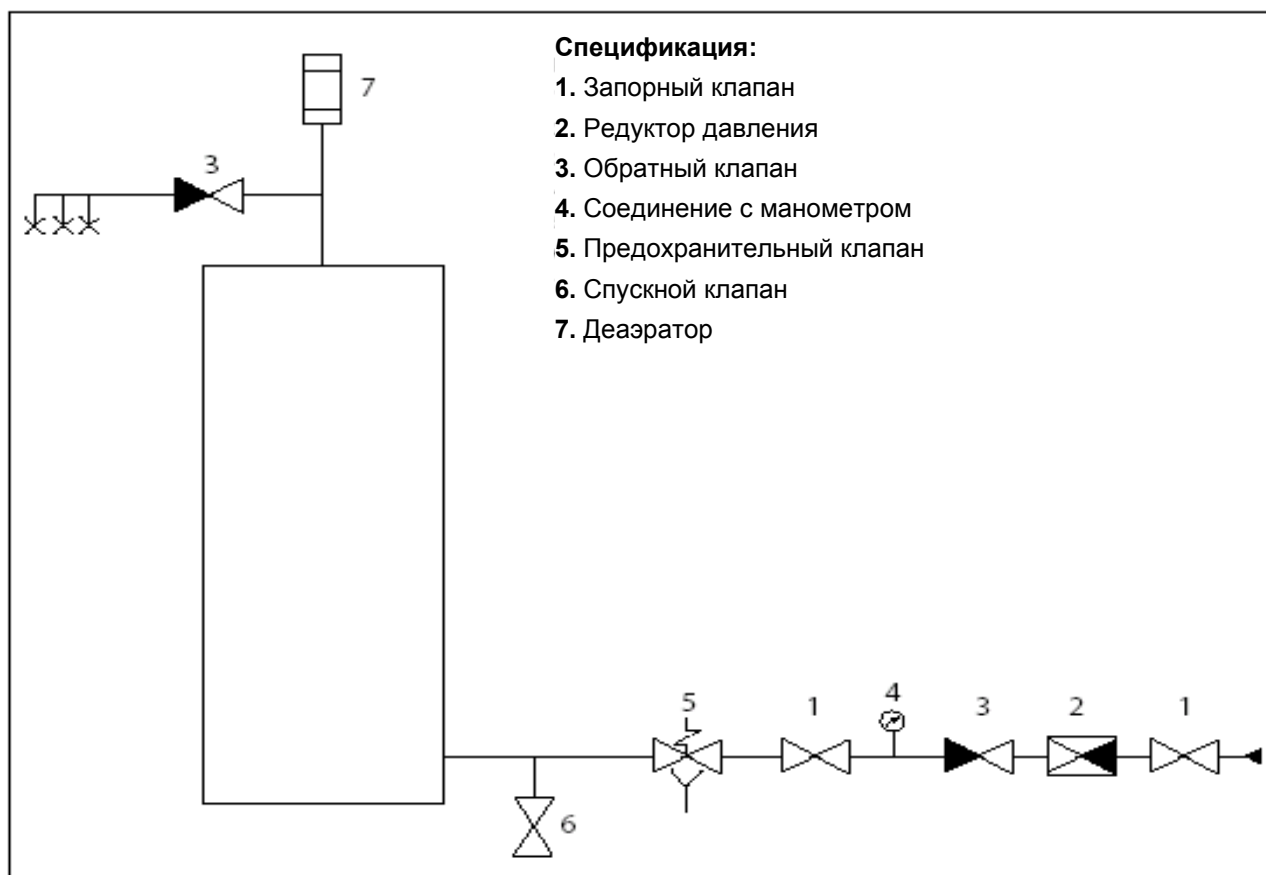 Спецификация:
1. Запорный клапан
2. Редуктор давления
3. Обратный клапан
4. Соединение с манометром
5. Предохранительный клапан
6. Спускной клапан
7. Деаэратор
7
3
5
1
4
3
2
1
6